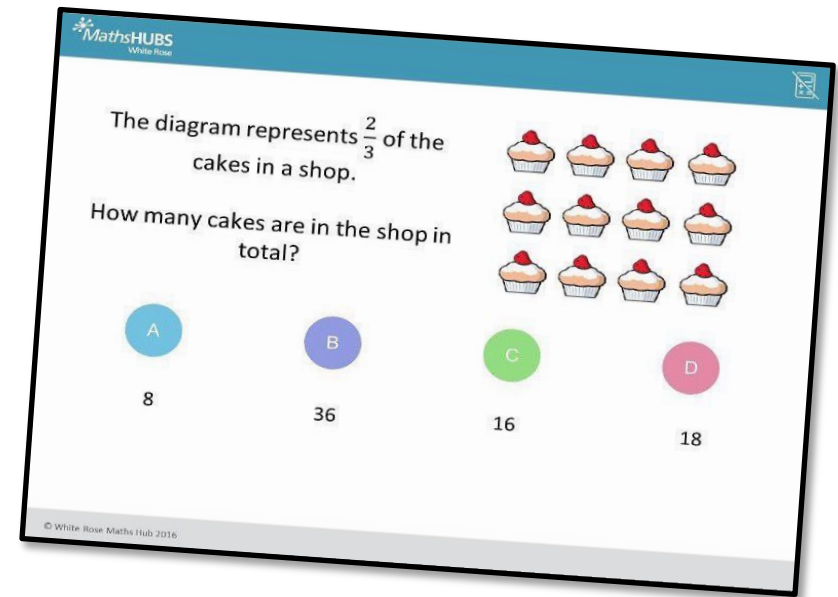 MathsHUBS
White Rose
The diagram represents 2/3 of the
cakes in a shop.
How many cakes are in the shop in
total?
A
B
C
D
8
36
16
18
© White Rose Maths Hub 2016